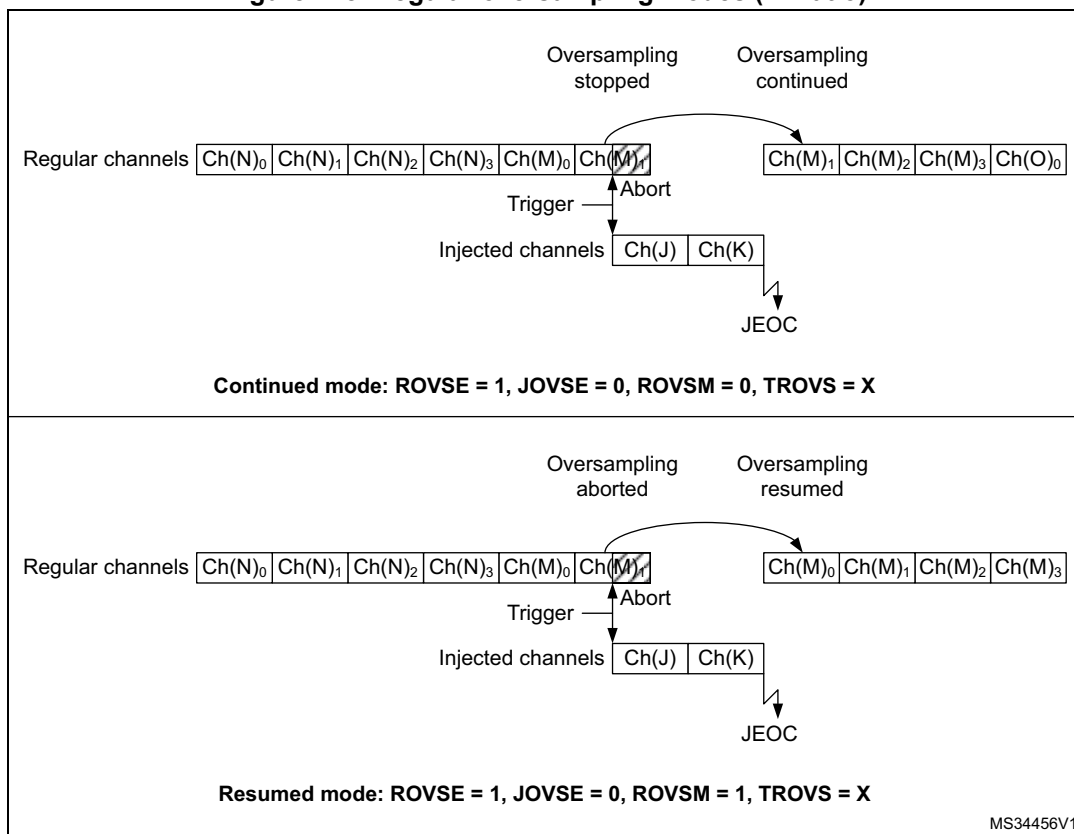 Oversampling stopped
Oversampling continued
Regular channels Ch(N)₀ Ch(N)₁ Ch(N)₂ Ch(N)₃ Ch(M)₀ Ch(M)₁ Ch(M)₁ Ch(M)₂ Ch(M)₃ Ch(O)₀
Abort
Trigger
Injected channels Ch(J) Ch(K)
JEOC
Continued mode: ROVSE = 1, JOVSE = 0, ROVSM = 0, TROVS = X
Oversampling aborted
Oversampling resumed
Regular channels Ch(N)₀ Ch(N)₁ Ch(N)₂ Ch(N)₃ Ch(M)₀ Ch(M)₁ Ch(M)₀ Ch(M)₁ Ch(M)₂ Ch(M)₃
Abort
Trigger
Injected channels Ch(J) Ch(K)
JEOC
Resumed mode: ROVSE = 1, JOVSE = 0, ROVSM = 1, TROVS = X
MS34456V1